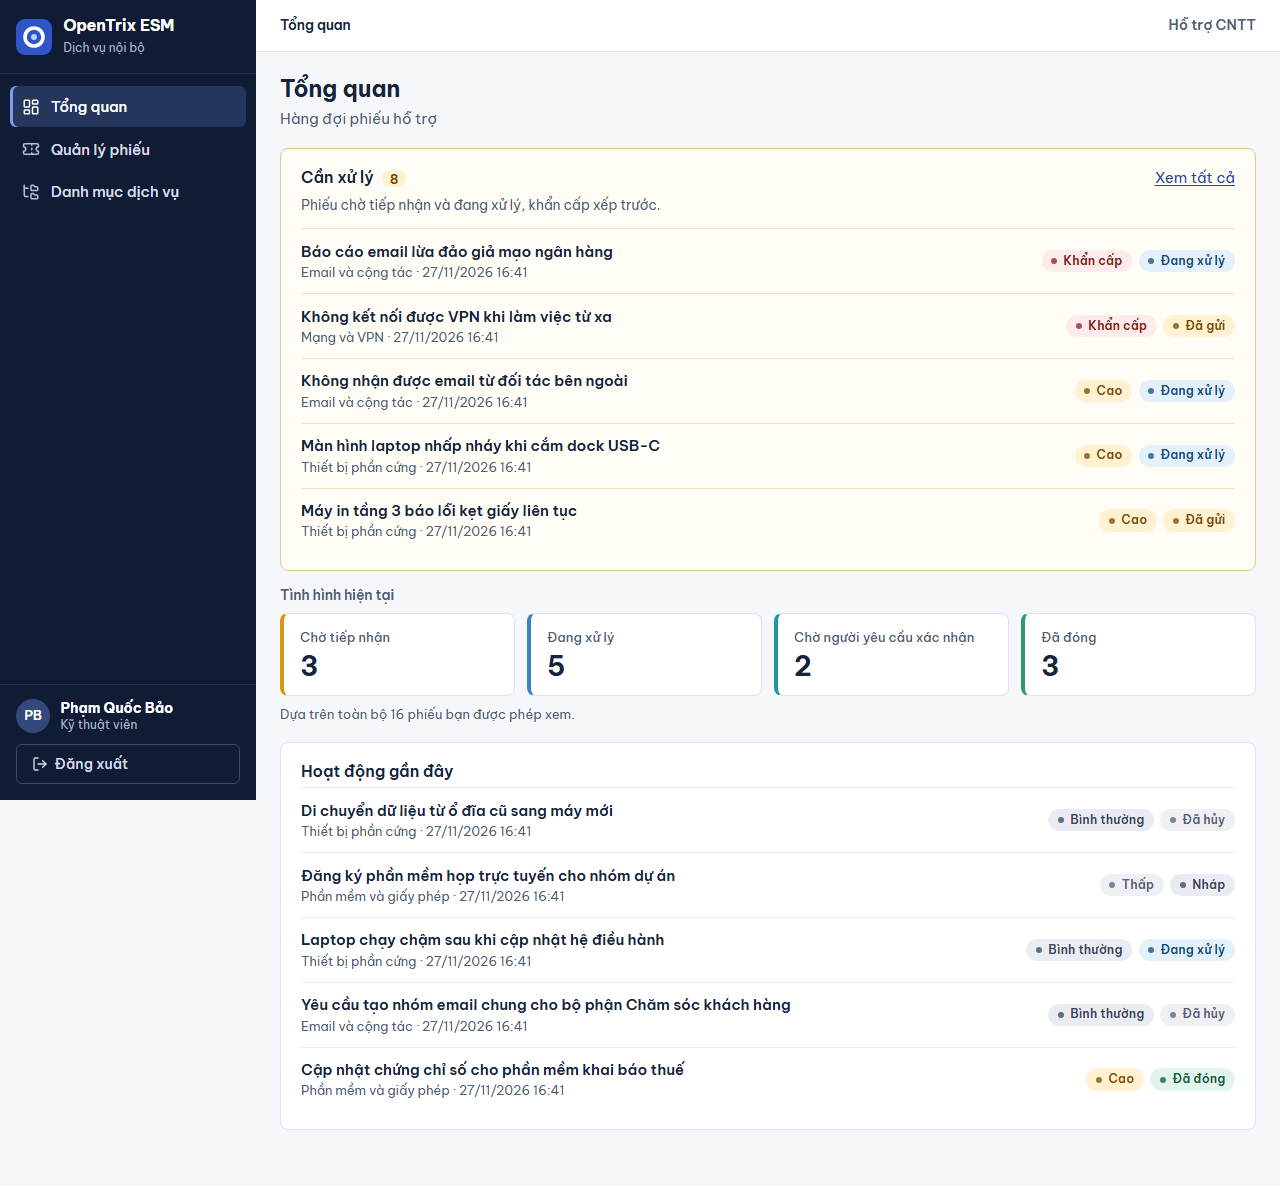 OpenTrix ESM
Dịch vụ nội bộ
Tổng quan
Quản lý phiếu
Danh mục dịch vụ
PB
Phạm Quốc Bảo
Kỹ thuật viên
Đăng xuất
Tổng quan
Hỗ trợ CNTT
Tổng quan
Hàng đợi phiếu hỗ trợ
Cần xử lý 8
Xem tất cả
Phiếu chờ tiếp nhận và đang xử lý, khẩn cấp xếp trước.
Báo cáo email lừa đảo giả mạo ngân hàng
Email và cộng tác · 27/11/2026 16:41
Khẩn cấp Đang xử lý
Không kết nối được VPN khi làm việc từ xa
Mạng và VPN · 27/11/2026 16:41
Khẩn cấp Đã gửi
Không nhận được email từ đối tác bên ngoài
Email và cộng tác · 27/11/2026 16:41
Cao Đang xử lý
Màn hình laptop nhấp nháy khi cắm dock USB-C
Thiết bị phần cứng · 27/11/2026 16:41
Cao Đang xử lý
Máy in tầng 3 báo lỗi kẹt giấy liên tục
Thiết bị phần cứng · 27/11/2026 16:41
Cao Đã gửi
Tình hình hiện tại
Chờ tiếp nhận
3
Đang xử lý
5
Chờ người yêu cầu xác nhận
2
Đã đóng
3
Dựa trên toàn bộ 16 phiếu bạn được phép xem.
Hoạt động gần đây
Di chuyển dữ liệu từ ổ đĩa cũ sang máy mới
Thiết bị phần cứng · 27/11/2026 16:41
Bình thường Đã hủy
Đăng ký phần mềm họp trực tuyến cho nhóm dự án
Phần mềm và giấy phép · 27/11/2026 16:41
Thấp Nháp
Laptop chạy chậm sau khi cập nhật hệ điều hành
Thiết bị phần cứng · 27/11/2026 16:41
Bình thường Đang xử lý
Yêu cầu tạo nhóm email chung cho bộ phận Chăm sóc khách hàng
Email và cộng tác · 27/11/2026 16:41
Bình thường Đã hủy
Cập nhật chứng chỉ số cho phần mềm khai báo thuế
Phần mềm và giấy phép · 27/11/2026 16:41
Cao Đã đóng